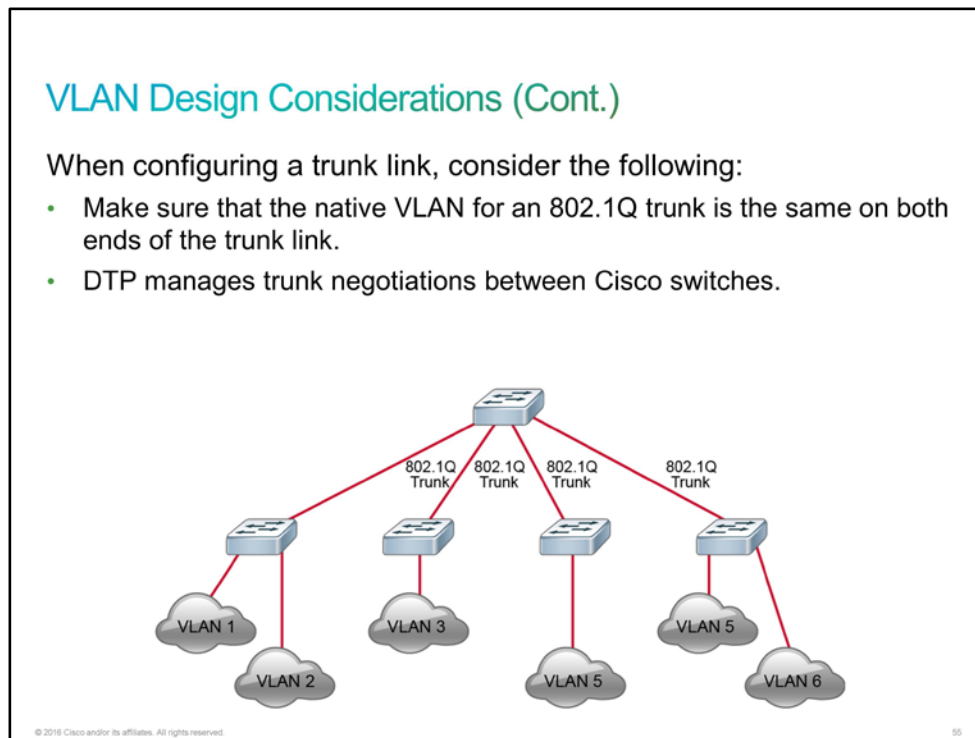 VLAN Design Considerations (Cont.)
When configuring a trunk link, consider the following:
• Make sure that the native VLAN for an 802.1Q trunk is the same on both
ends of the trunk link.
• DTP manages trunk negotiations between Cisco switches.
802.1Q
Trunk
802.1Q
Trunk
802.1Q
Trunk
802.1Q
Trunk
VLAN 1
VLAN 2
VLAN 3
VLAN 5
VLAN 5
VLAN 6
© 2016 Cisco and/or its affiliates. All rights reserved.
55